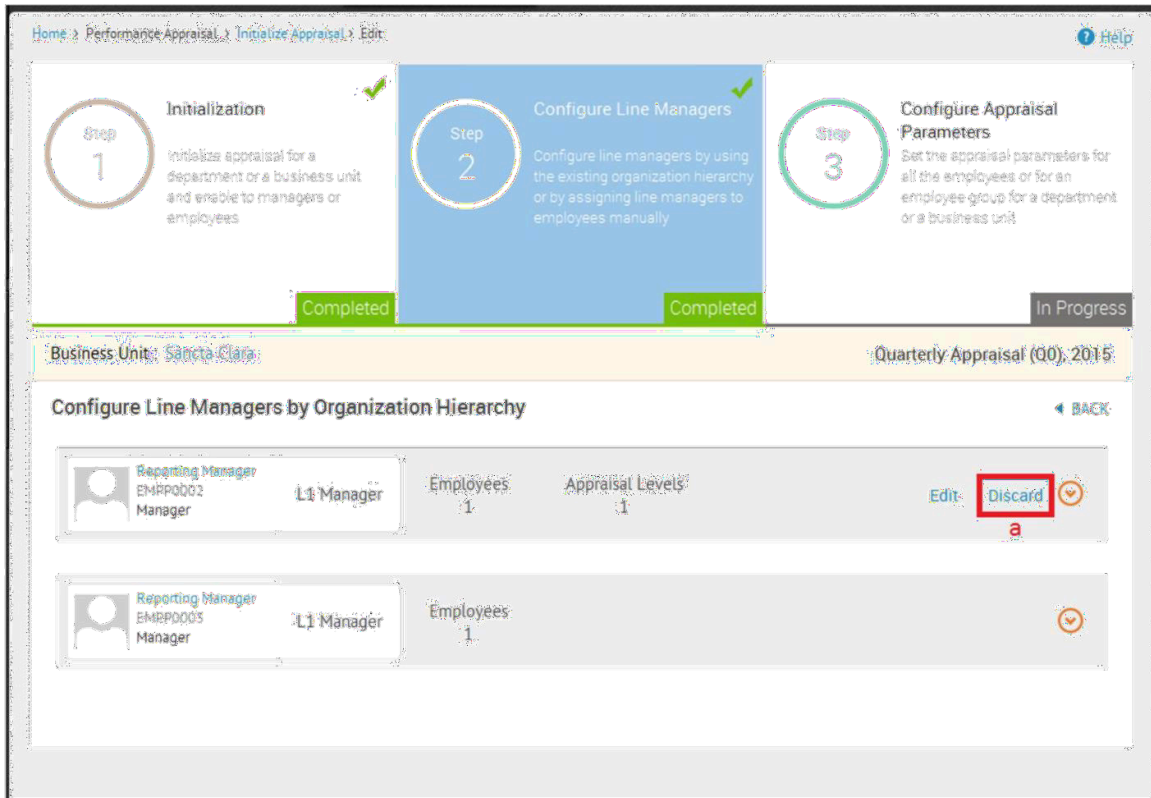 Home > Performance Appraisal > Initialize Appraisal > Edit
? Help
Step
1
Initialization
Initialize appraisal for a
department or a business unit
and enable to managers or
employees
Completed
Step
2
Configure Line Managers
Configure line managers by using
the existing organization hierarchy
or by assigning line managers to
employees manually
Completed
Step
3
Configure Appraisal
Parameters
Set the appraisal parameters for
all the employees or for an
employee group for a department
or a business unit
In Progress
Business Unit : Sancta Clara
Quarterly Appraisal (Q0), 2015
Configure Line Managers by Organization Hierarchy
BACK
Reporting Manager
EMPP0002
Manager
L1 Manager
Employees
1
Appraisal Levels
1
Edit
Discard
a
Reporting Manager
EMPP0003
Manager
L1 Manager
Employees
1